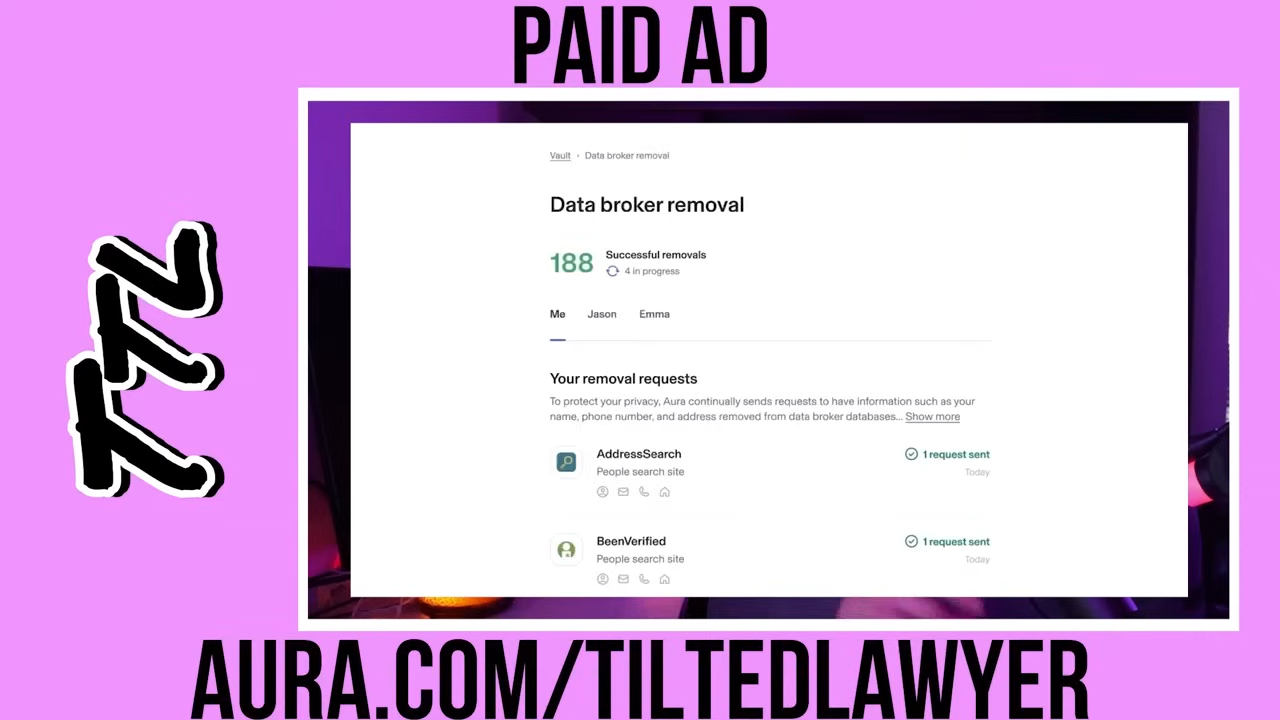 PAID AD
TTL
Vault › Data broker removal
Data broker removal
188 Successful removals
4 in progress
Me Jason Emma
Your removal requests
To protect your privacy, Aura continually sends requests to have information such as your
name, phone number, and address removed from data broker databases... Show more
AddressSearch 1 request sent
People search site Today
BeenVerified 1 request sent
People search site Today
AURA.COM/TILTEDLAWYER